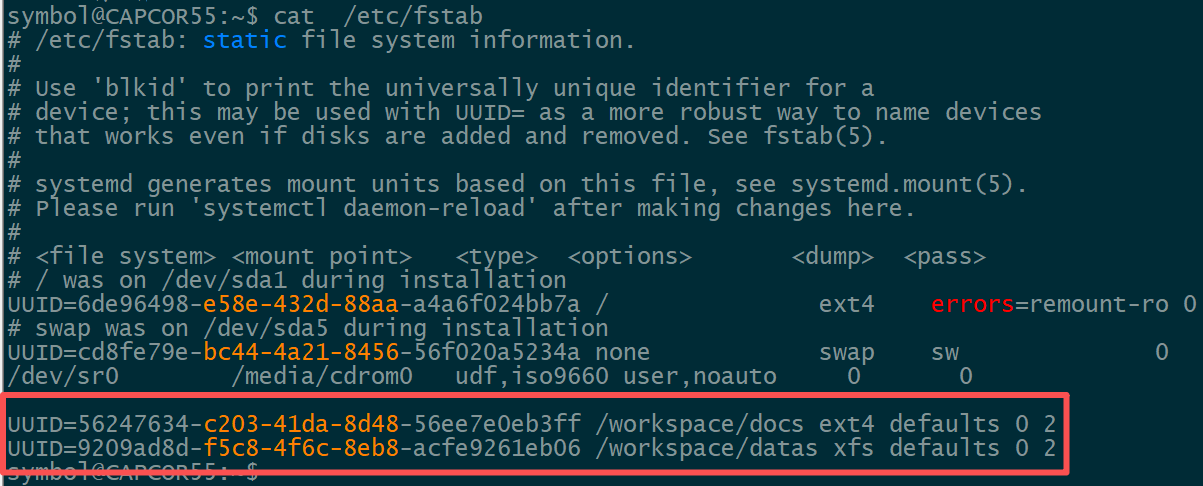 symbol@CAPCOR55:~$ cat  /etc/fstab
# /etc/fstab: static file system information.
#
# Use 'blkid' to print the universally unique identifier for a
# device; this may be used with UUID= as a more robust way to name devices
# that works even if disks are added and removed. See fstab(5).
#
# systemd generates mount units based on this file, see systemd.mount(5).
# Please run 'systemctl daemon-reload' after making changes here.
#
# <file system> <mount point>   <type>  <options>       <dump>  <pass>
# / was on /dev/sda1 during installation
UUID=6de96498-e58e-432d-88aa-a4a6f024bb7a /               ext4    errors=remount-ro 0
# swap was on /dev/sda5 during installation
UUID=cd8fe79e-bc44-4a21-8456-56f020a5234a none            swap    sw              0
/dev/sr0        /media/cdrom0   udf,iso9660 user,noauto     0       0
UUID=56247634-c203-41da-8d48-56ee7e0eb3ff /workspace/docs ext4 defaults 0 2
UUID=9209ad8d-f5c8-4f6c-8eb8-acfe9261eb06 /workspace/datas xfs defaults 0 2
symbol@CAPCOR55:~$